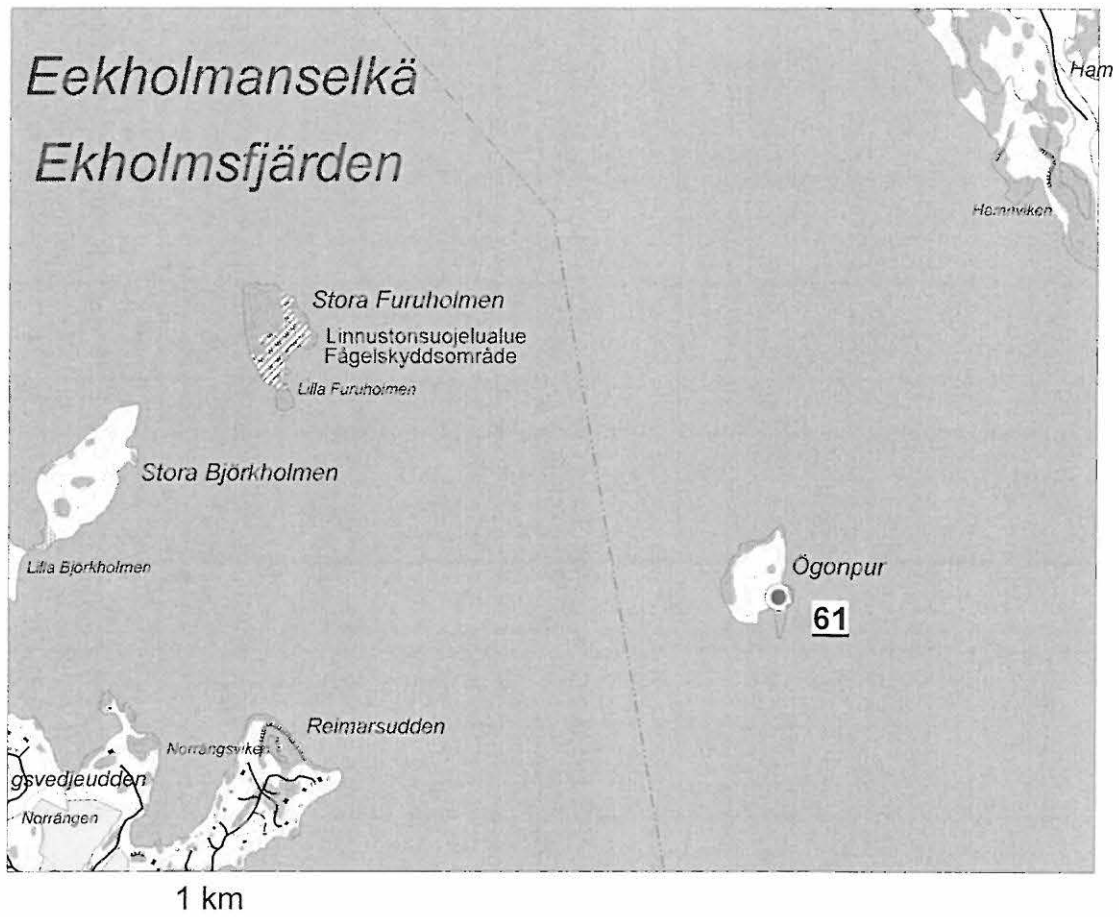 Eekholmanselkä
Ekholmsfjärden
Ham
Hamnviken
Stora Furuholmen
Linnustonsuojelualue
Fågelskyddsområde
Lilla Furuholmen
Stora Björkholmen
Lilla Björkholmen
Ögonpur
61
Reimarsudden
Norrängsviken
gsvedjeudden
Norrängen
1 km